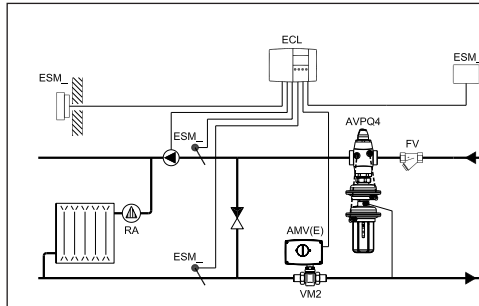 ECL
ESM_
ESM_
ESM_
AVPQ4
FV
RA
AMV(E)
ESM_
VM2